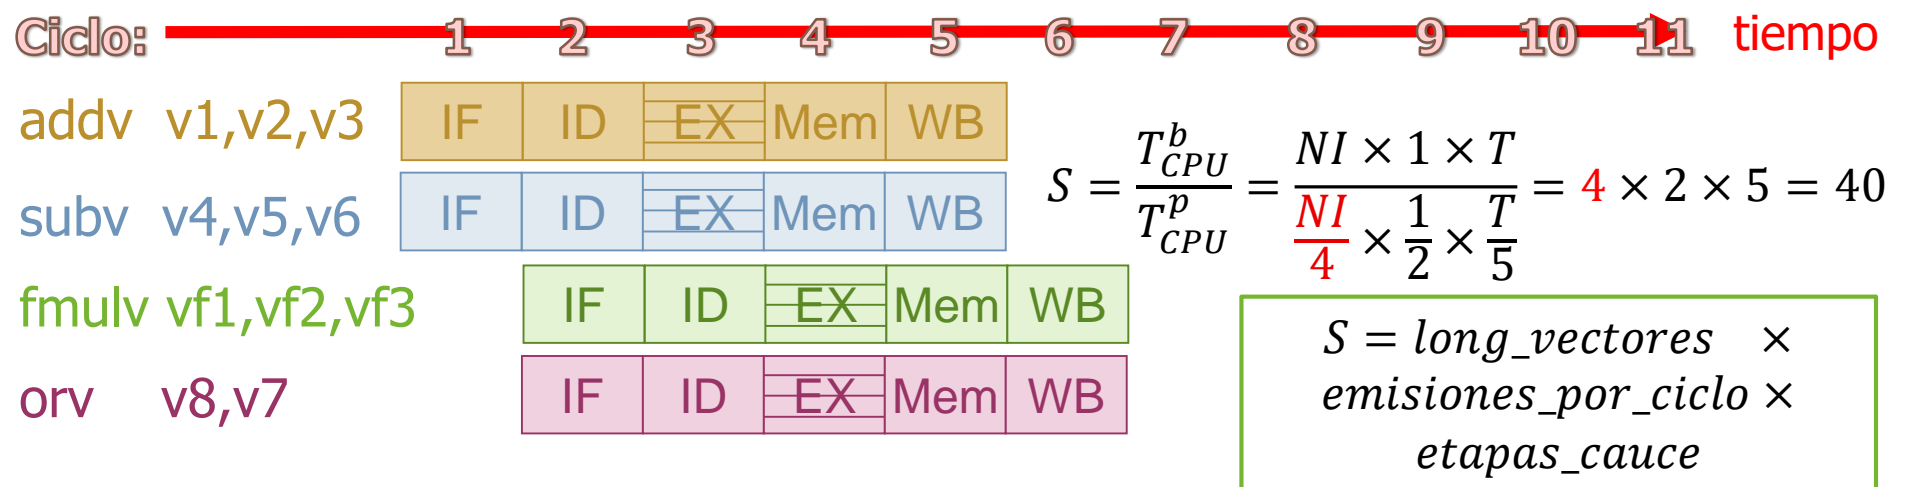 Ciclo: 1 2 3 4 5 6 7 8 9 10 11 tiempo
addv v1,v2,v3 IF ID EX Mem WB
subv v4,v5,v6 IF ID EX Mem WB
fmulv vf1,vf2,vf3 IF ID EX Mem WB
orv v8,v7 IF ID EX Mem WB
S = T^b_CPU / T^p_CPU = (NI × 1 × T) / (NI/4 × 1/2 × T/5) = 4 × 2 × 5 = 40
S = long_vectores ×
emisiones_por_ciclo ×
etapas_cauce